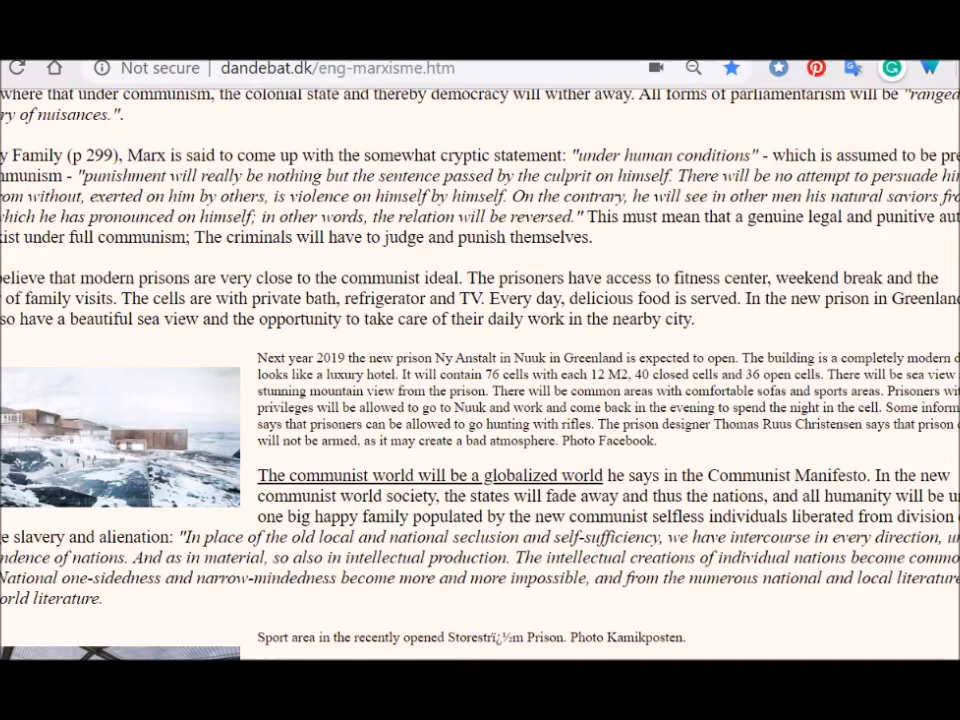 Not secure | dandebat.dk/eng-marxisme.htm
where that under communism, the colonial state and thereby democracy will wither away. All forms of parliamentarism will be "ranged
ry of nuisances.".
y Family (p 299), Marx is said to come up with the somewhat cryptic statement: "under human conditions" - which is assumed to be pre
mmunism - "punishment will really be nothing but the sentence passed by the culprit on himself. There will be no attempt to persuade hi
rom without, exerted on him by others, is violence on himself by himself. On the contrary, he will see in other men his natural saviors fro
which he has pronounced on himself; in other words, the relation will be reversed." This must mean that a genuine legal and punitive aut
ist under full communism; The criminals will have to judge and punish themselves.
believe that modern prisons are very close to the communist ideal. The prisoners have access to fitness center, weekend break and the
of family visits. The cells are with private bath, refrigerator and TV. Every day, delicious food is served. In the new prison in Greenland
so have a beautiful sea view and the opportunity to take care of their daily work in the nearby city.
Next year 2019 the new prison Ny Anstalt in Nuuk in Greenland is expected to open. The building is a completely modern d
looks like a luxury hotel. It will contain 76 cells with each 12 M2, 40 closed cells and 36 open cells. There will be sea view
stunning mountain view from the prison. There will be common areas with comfortable sofas and sports areas. Prisoners wi
privileges will be allowed to go to Nuuk and work and come back in the evening to spend the night in the cell. Some inform
says that prisoners can be allowed to go hunting with rifles. The prison designer Thomas Ruus Christensen says that prison
will not be armed, as it may create a bad atmosphere. Photo Facebook.
The communist world will be a globalized world he says in the Communist Manifesto. In the new
communist world society, the states will fade away and thus the nations, and all humanity will be u
one big happy family populated by the new communist selfless individuals liberated from division
e slavery and alienation: "In place of the old local and national seclusion and self-sufficiency, we have intercourse in every direction, u
ndence of nations. And as in material, so also in intellectual production. The intellectual creations of individual nations become commo
National one-sidedness and narrow-mindedness become more and more impossible, and from the numerous national and local literature
orld literature.
Sport area in the recently opened Storestrï¿½m Prison. Photo Kamikposten.